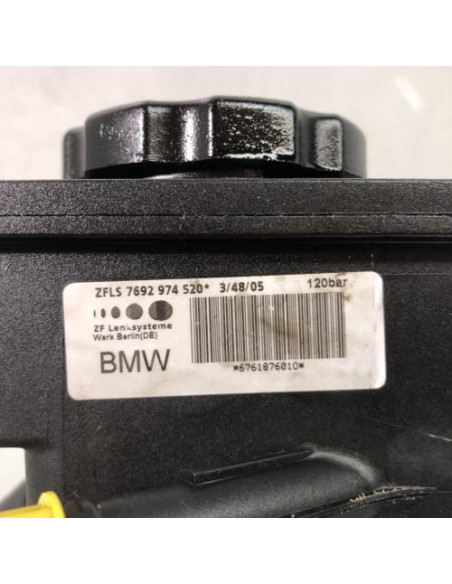 ZFLS 7692 974 520* 3/48/05 120bar
ZF Lenksysteme
Werk Berlin(DE)
BMW
*6761876010*